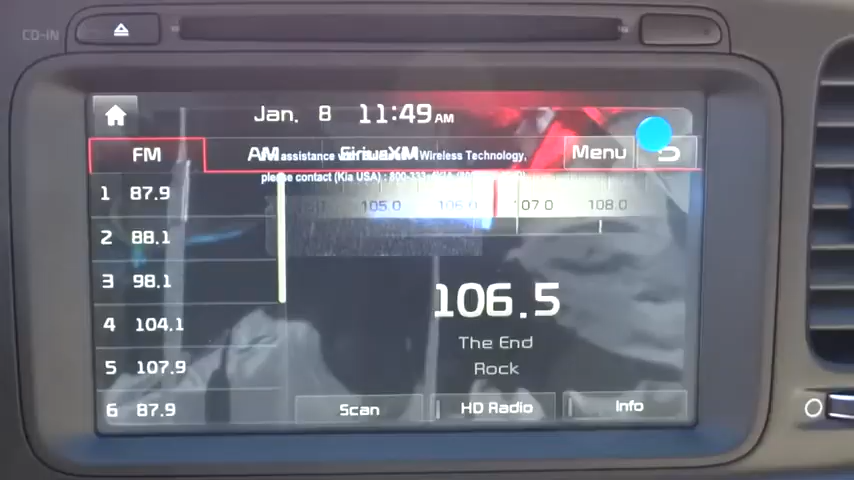 CD-IN
Jan. 8 11:49 AM
FM AM SiriusXM Menu
assistance Wireless Technology,
please contact (Kia USA) : 800-333-4KIA
105.0 106.0 107.0 108.0
1 87.9
2 88.1
3 98.1
4 104.1
5 107.9
6 87.9
106.5
The End
Rock
Scan HD Radio Info